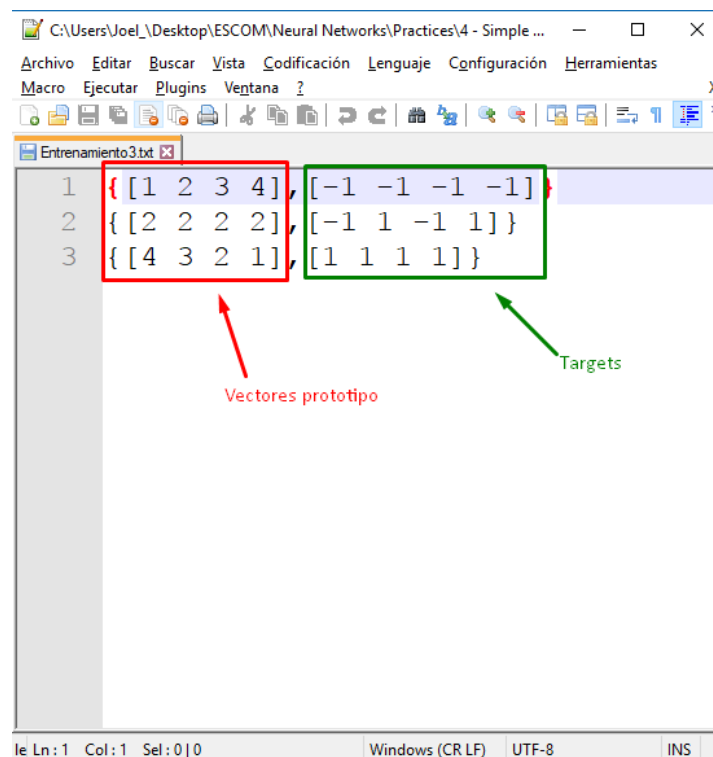 C:\Users\Joel_\Desktop\ESCOM\Neural Networks\Practices\4 - Simple ...
Archivo Editar Buscar Vista Codificación Lenguaje Configuración Herramientas
Macro Ejecutar Plugins Ventana ? X
Entrenamiento3.txt
1 {[1 2 3 4],[-1 -1 -1 -1]}
2 {[2 2 2 2],[-1 1 -1 1]}
3 {[4 3 2 1],[1 1 1 1]}
Targets
Vectores prototipo
le Ln : 1 Col : 1 Sel : 0 | 0 Windows (CR LF) UTF-8 INS